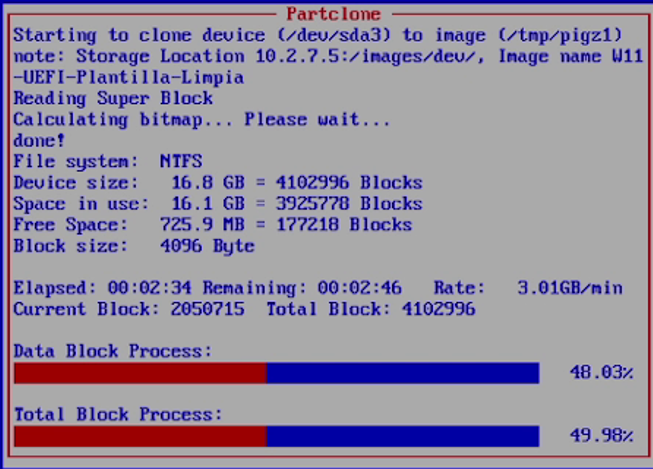 Partclone
Starting to clone device (/dev/sda3) to image (/tmp/pigz1)
note: Storage Location 10.2.7.5:/images/dev/, Image name W11
-UEFI-Plantilla-Limpia
Reading Super Block
Calculating bitmap... Please wait...
done!
File system:  NTFS
Device size:   16.8 GB = 4102996 Blocks
Space in use:  16.1 GB = 3925778 Blocks
Free Space:   725.9 MB = 177218 Blocks
Block size:   4096 Byte
Elapsed: 00:02:34 Remaining: 00:02:46   Rate:   3.01GB/min
Current Block: 2050715  Total Block: 4102996
Data Block Process:
48.03%
Total Block Process:
49.98%